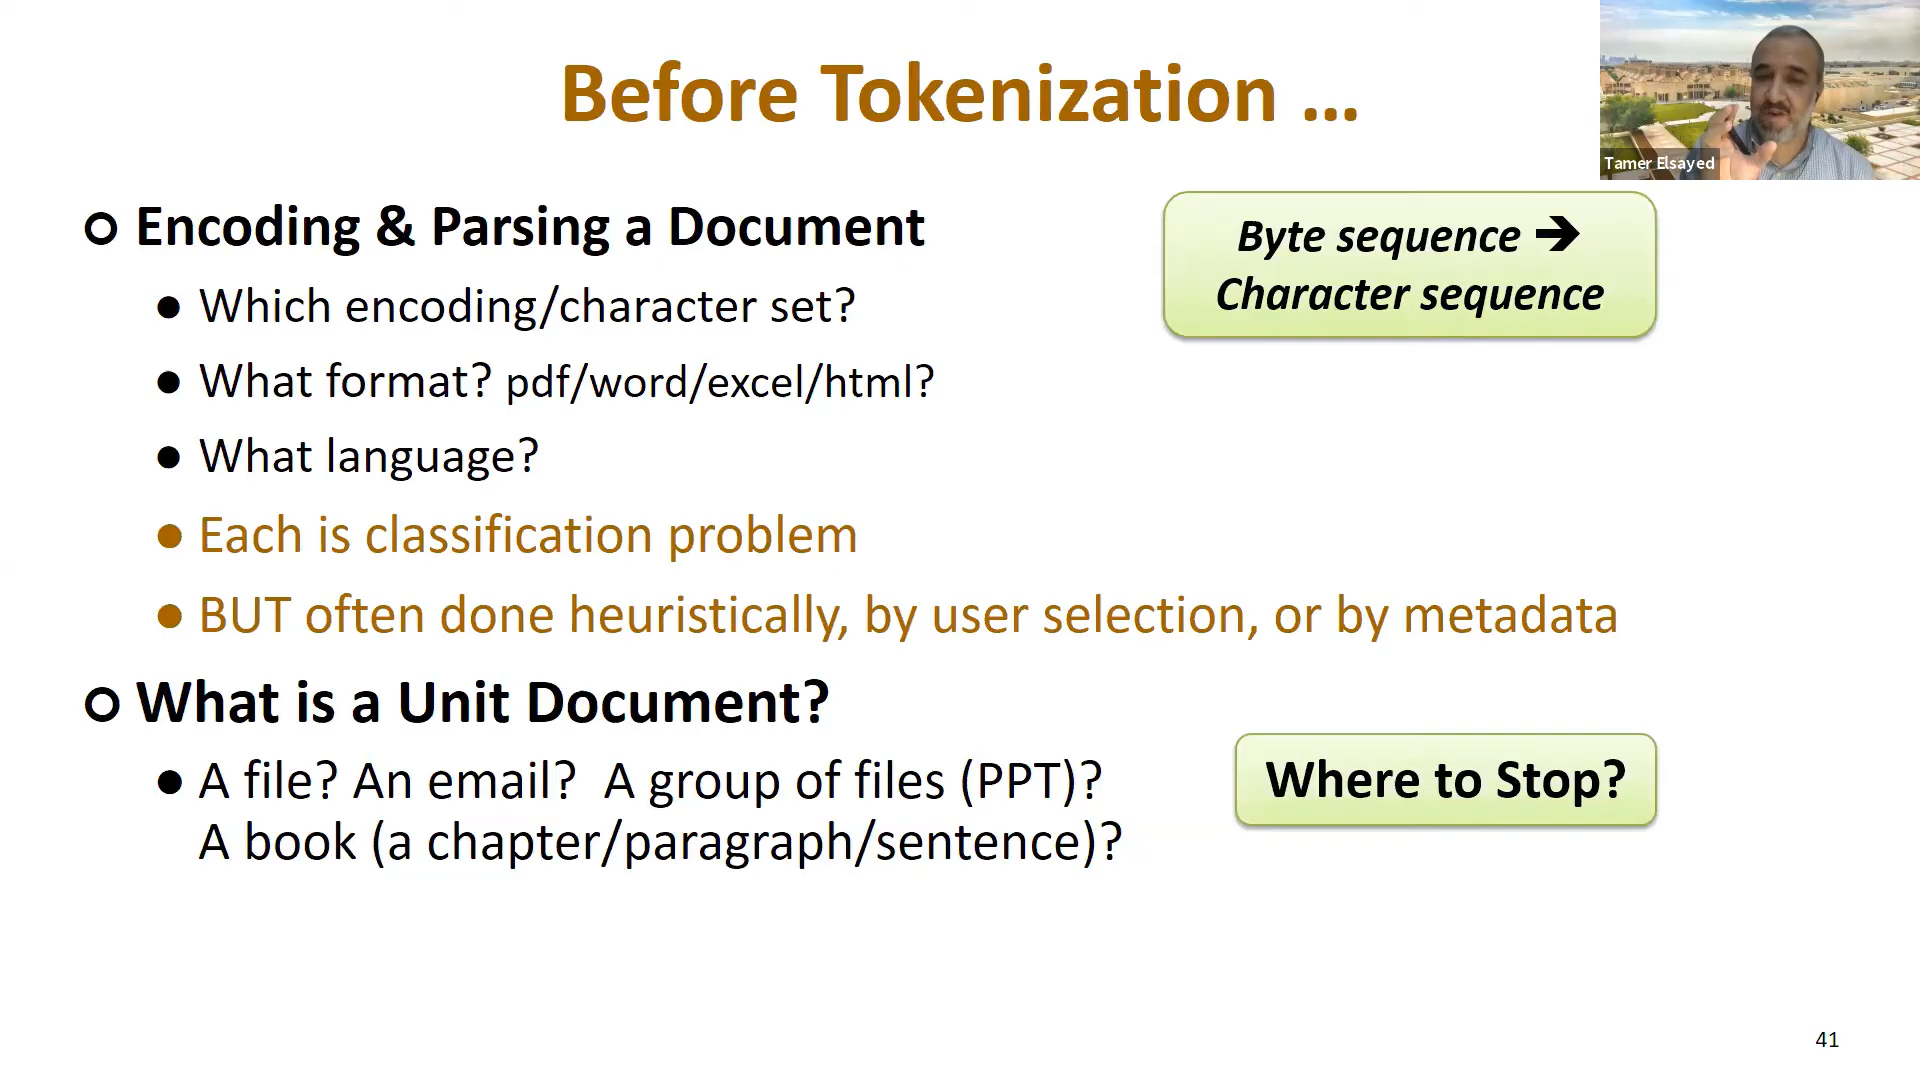 Before Tokenization ...
Tamer Elsayed
Encoding & Parsing a Document
Byte sequence ➔
Character sequence
Which encoding/character set?
What format? pdf/word/excel/html?
What language?
Each is classification problem
BUT often done heuristically, by user selection, or by metadata
What is a Unit Document?
A file? An email? A group of files (PPT)?
A book (a chapter/paragraph/sentence)?
Where to Stop?
41